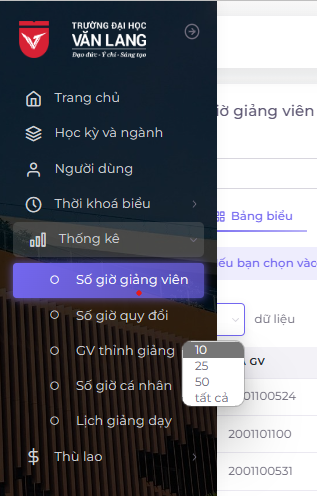 TRƯỜNG ĐẠI HỌC
VĂN LANG
Đạo đức - Ý chí - Sáng tạo
Trang chủ
Học kỳ và ngành
Người dùng
Thời khoá biểu
Thống kê
Số giờ giảng viên
Số giờ quy đổi
GV thỉnh giảng
Số giờ cá nhân
Lịch giảng dạy
Thù lao
giờ giảng viên
Bảng biểu
bạn chọn vào
dữ liệu
10
25
50
tất cả
GV
2001101100
2001100531